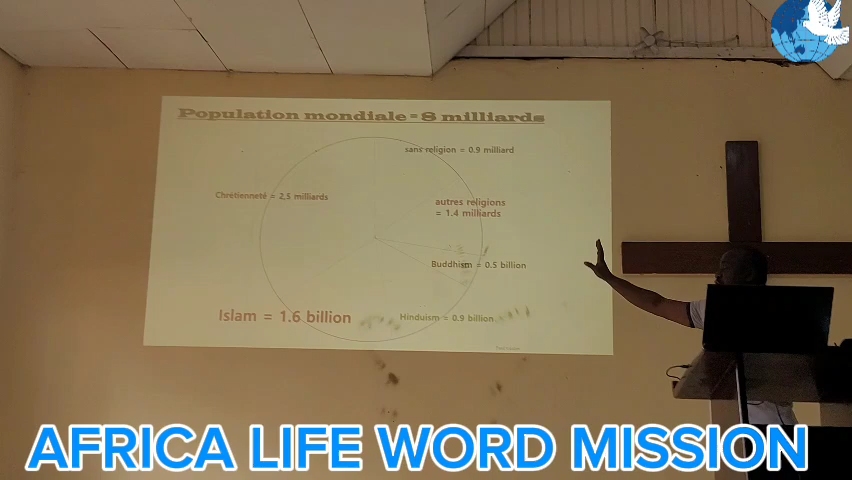 Population mondiale = 8 milliards
sans religion = 0.9 milliard
Chrétienneté = 2,5 milliards
autres religions
= 1.4 milliards
Buddhism = 0.5 billion
Islam = 1.6 billion
Hinduism = 0.9 billion
AFRICA LIFE WORD MISSION